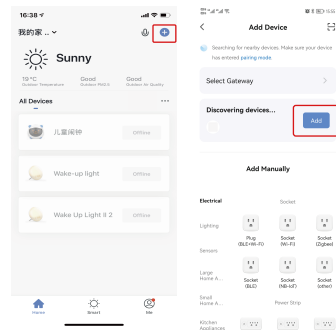 16:38
我的家 .. ▾
Sunny
19 °C
Outdoor Temperature
Good
Outdoor PM2.5
Good
Outdoor Air Quality
All Devices
儿童闹钟
Offline
Wake-up light
Offline
Wake Up Light II 2
Offline
Home
Smart
Me
Add Device
Searching for nearby devices. Make sure your device
has entered pairing mode.
Select Gateway
Discovering devices...
Add
Add Manually
Electrical
Lighting
Sensors
Large
Home A...
Small
Home A...
Kitchen
Appliances
Socket
Plug
(BLE+Wi-Fi)
Socket
(Wi-Fi)
Socket
(Zigbee)
Socket
(BLE)
Socket
(NB-IoT)
Socket
(other)
Power Strip